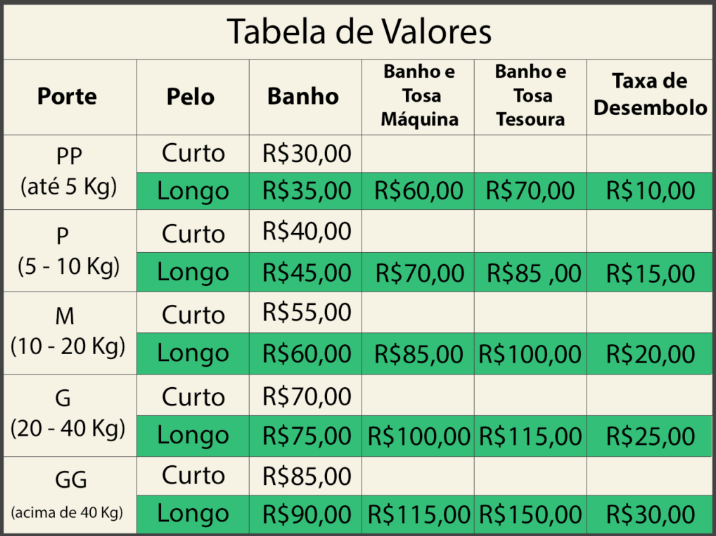 Tabela de Valores
Porte Pelo Banho Banho e Tosa Máquina Banho e Tosa Tesoura Taxa de Desembolo
PP (até 5 Kg) Curto R$30,00
Longo R$35,00 R$60,00 R$70,00 R$10,00
P (5 - 10 Kg) Curto R$40,00
Longo R$45,00 R$70,00 R$85 ,00 R$15,00
M (10 - 20 Kg) Curto R$55,00
Longo R$60,00 R$85,00 R$100,00 R$20,00
G (20 - 40 Kg) Curto R$70,00
Longo R$75,00 R$100,00 R$115,00 R$25,00
GG (acima de 40 Kg) Curto R$85,00
Longo R$90,00 R$115,00 R$150,00 R$30,00